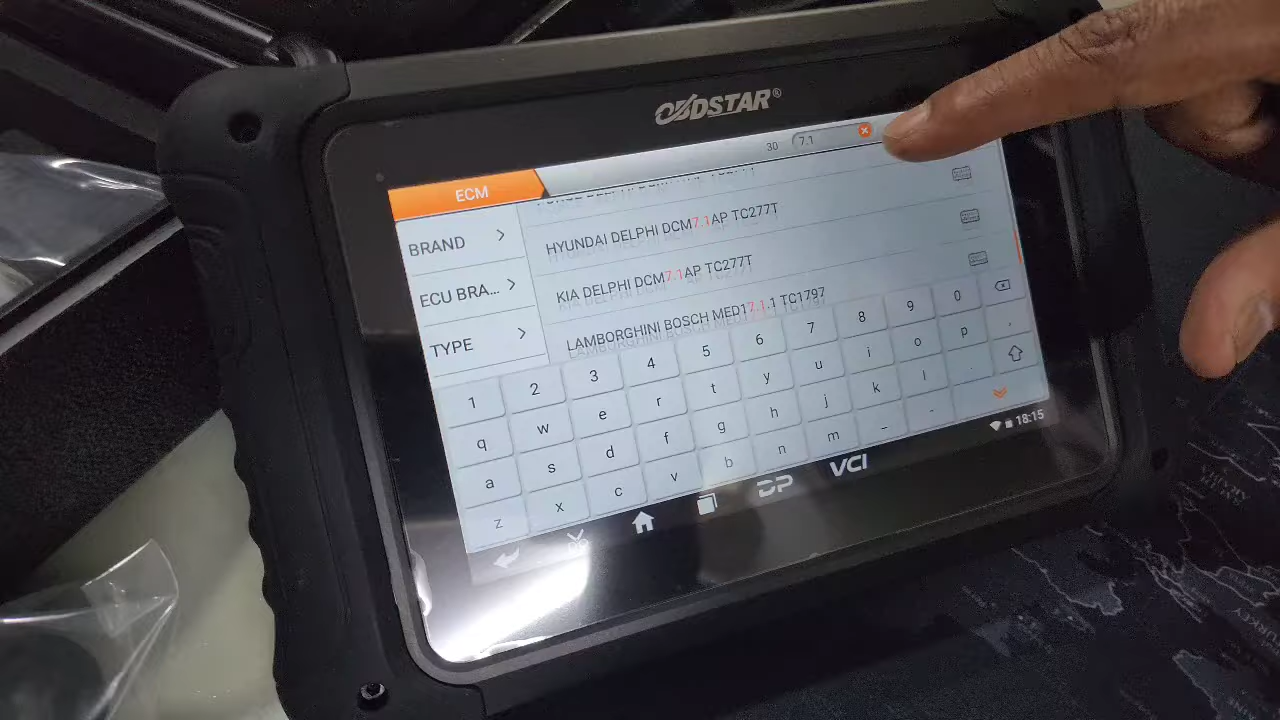 OBDSTAR®
30 7.1
ECM
BRAND
HYUNDAI DELPHI DCM7.1AP TC277T
ECU BRA...
KIA DELPHI DCM7.1AP TC277T
TYPE
LAMBORGHINI BOSCH MED17.1.1 TC1797
1 2 3 4 5 6 7 8 9 0
q w e r t y u i o p ,
a s d f g h j k l .
z x c v b n m _ -
18:15
DP VCI
TURKEY